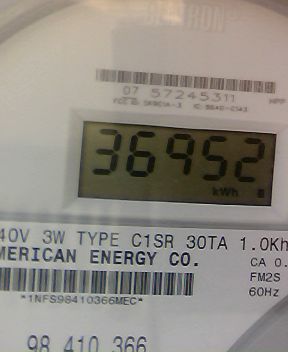 07 57245311
36952
kWh
40V 3W TYPE C1SR 30TA 1.0Kh
MERICAN ENERGY CO.
CA 0.
FM2S
60Hz
*1NFS98410366MEC*
98 410 366